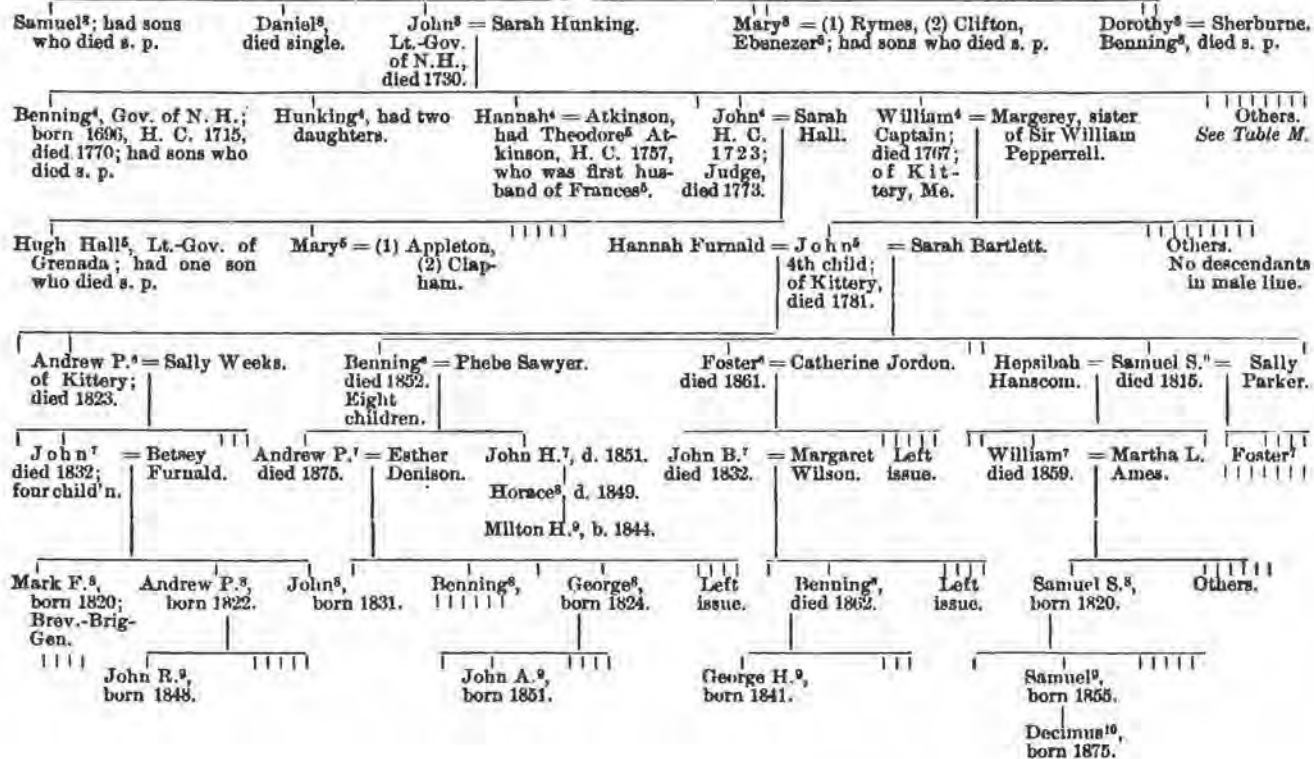 Samuel³; had sons
who died s. p.
Daniel³,
died single.
John³ = Sarah Hunking.
Lt.-Gov.
of N.H.,
died 1730.
Mary³ = (1) Rymes, (2) Clifton,
Ebenezer³; had sons who died s. p.
Dorothy³ = Sherburne.
Benning³, died s. p.
Benning⁴, Gov. of N. H.;
born 1696, H. C. 1715,
died 1770; had sons who
died s. p.
Hunking⁴, had two
daughters.
Hannah⁴ = Atkinson,
had Theodore⁵ At-
kinson, H. C. 1757,
who was first hus-
band of Frances⁵.
John⁴ = Sarah
H. C. Hall.
1723;
Judge,
died 1773.
William⁴ = Margerey, sister
Captain; of Sir William
died 1767; Pepperrell.
of Kit-
tery, Me.
Others.
See Table M.
Hugh Hall⁵, Lt.-Gov. of
Grenada; had one son
who died s. p.
Mary⁵ = (1) Appleton,
(2) Clap-
ham.
Hannah Furnald = John⁵ = Sarah Bartlett.
4th child;
of Kittery,
died 1781.
Others.
No descendants
in male line.
Andrew P.⁶ = Sally Weeks.
of Kittery;
died 1823.
Benning⁶ = Phebe Sawyer.
died 1852.
Eight
children.
Foster⁶ = Catherine Jordon.
died 1861.
Hepsibah = Samuel S.⁶ = Sally
Hanscom. died 1815. Parker.
John⁷ = Betsey
died 1832; Furnald.
four child'n.
Andrew P.⁷ = Esther
died 1875. Denison.
John H.⁷, d. 1851.
Horace⁸, d. 1849.
Milton H.⁹, b. 1844.
John B.⁷ = Margaret
died 1832. Wilson.
Left
issue.
William⁷ = Martha L.
died 1859. Ames.
Foster⁷
Mark F.⁸,
born 1820;
Brev.-Brig-
Gen.
Andrew P.⁸,
born 1822.
John⁸,
born 1831.
Benning⁸,
George⁸,
born 1824.
Left
issue.
Benning⁸,
died 1862.
Left
issue.
Samuel S.⁸,
born 1820.
Others.
John R.⁹,
born 1848.
John A.⁹,
born 1851.
George H.⁹,
born 1841.
Samuel⁹,
born 1855.
Decimus¹⁰,
born 1875.